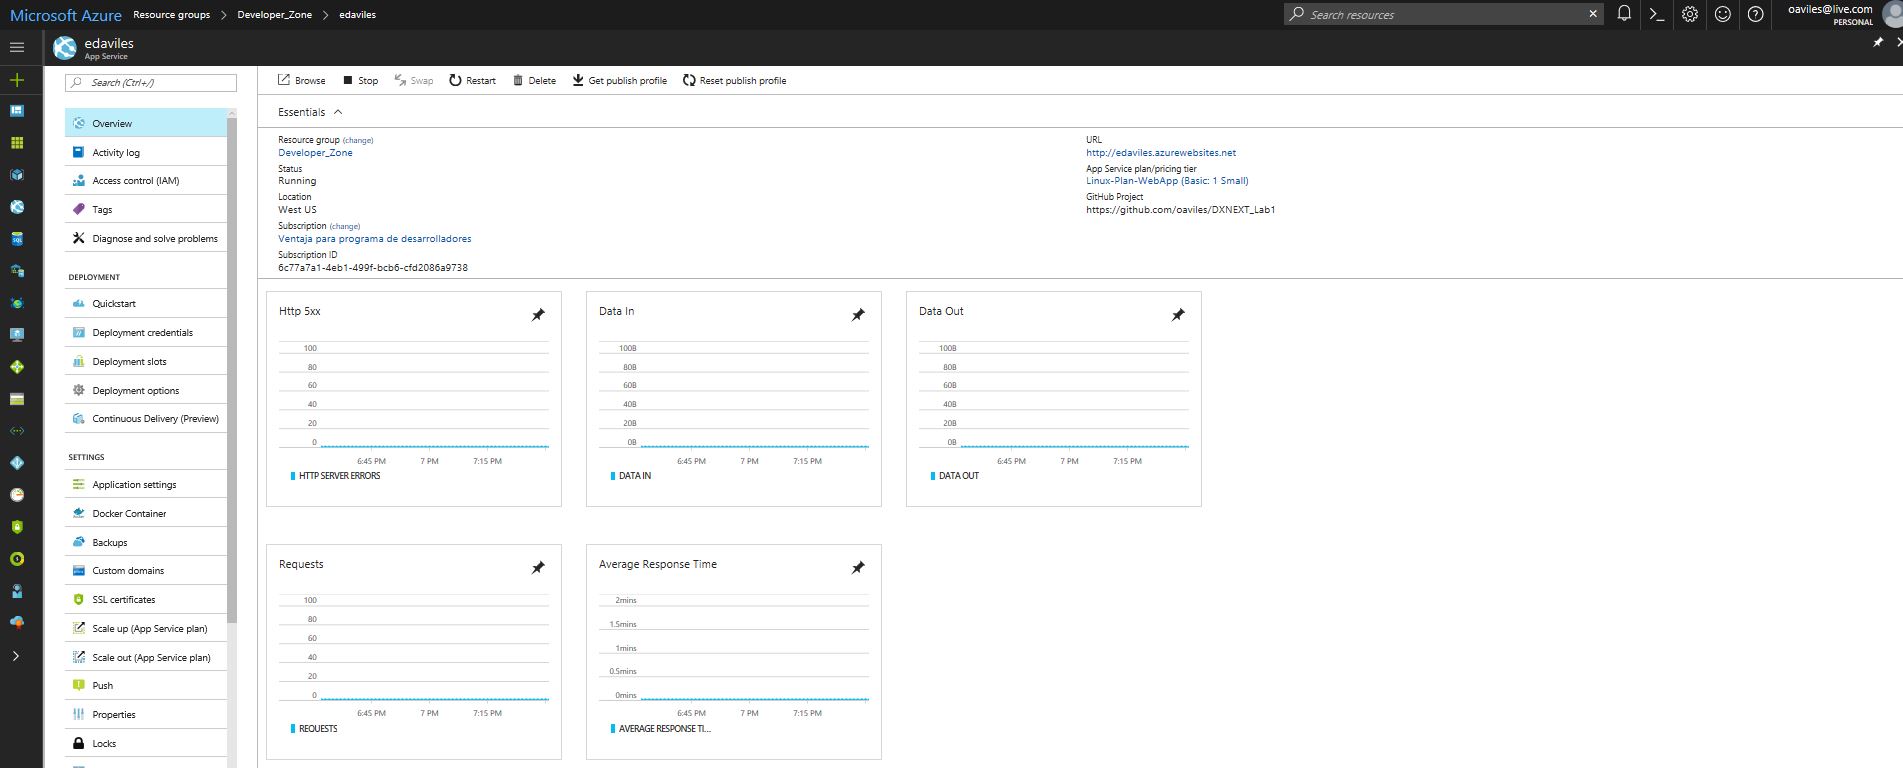 Microsoft Azure Resource groups > Developer_Zone > edaviles
Search resources
oaviles@live.com
PERSONAL
edaviles
App Service
Search (Ctrl+/)
Overview
Activity log
Access control (IAM)
Tags
Diagnose and solve problems
DEPLOYMENT
Quickstart
Deployment credentials
Deployment slots
Deployment options
Continuous Delivery (Preview)
SETTINGS
Application settings
Docker Container
Backups
Custom domains
SSL certificates
Scale up (App Service plan)
Scale out (App Service plan)
Push
Properties
Locks
Browse Stop Swap Restart Delete Get publish profile Reset publish profile
Essentials
Resource group (change)
Developer_Zone
Status
Running
Location
West US
Subscription (change)
Ventaja para programa de desarrolladores
Subscription ID
6c77a7a1-4eb1-499f-bcb6-cfd2086a9738
URL
http://edaviles.azurewebsites.net
App Service plan/pricing tier
Linux-Plan-WebApp (Basic: 1 Small)
GitHub Project
https://github.com/oaviles/DXNEXT_Lab1
Http 5xx
100
80
60
40
20
0
6:45 PM 7 PM 7:15 PM
HTTP SERVER ERRORS
Data In
100B
80B
60B
40B
20B
0B
6:45 PM 7 PM 7:15 PM
DATA IN
Data Out
100B
80B
60B
40B
20B
0B
6:45 PM 7 PM 7:15 PM
DATA OUT
Requests
100
80
60
40
20
0
6:45 PM 7 PM 7:15 PM
REQUESTS
Average Response Time
2mins
1.5mins
1mins
0.5mins
0mins
6:45 PM 7 PM 7:15 PM
AVERAGE RESPONSE TI...